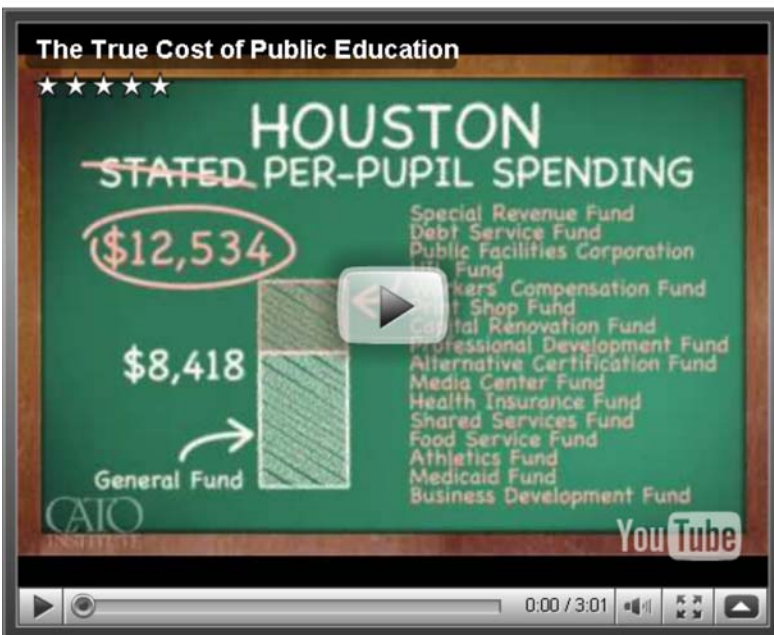 The True Cost of Public Education
HOUSTON
STATED PER-PUPIL SPENDING
$12,534
$8,418
General Fund
Special Revenue Fund
Debt Service Fund
Public Facilities Corporation
Fund
Workers' Compensation Fund
Shop Fund
Capital Renovation Fund
Professional Development Fund
Alternative Certification Fund
Media Center Fund
Health Insurance Fund
Shared Services Fund
Food Service Fund
Athletics Fund
Medicaid Fund
Business Development Fund
CATO
INSTITUTE
YouTube
0:00 / 3:01